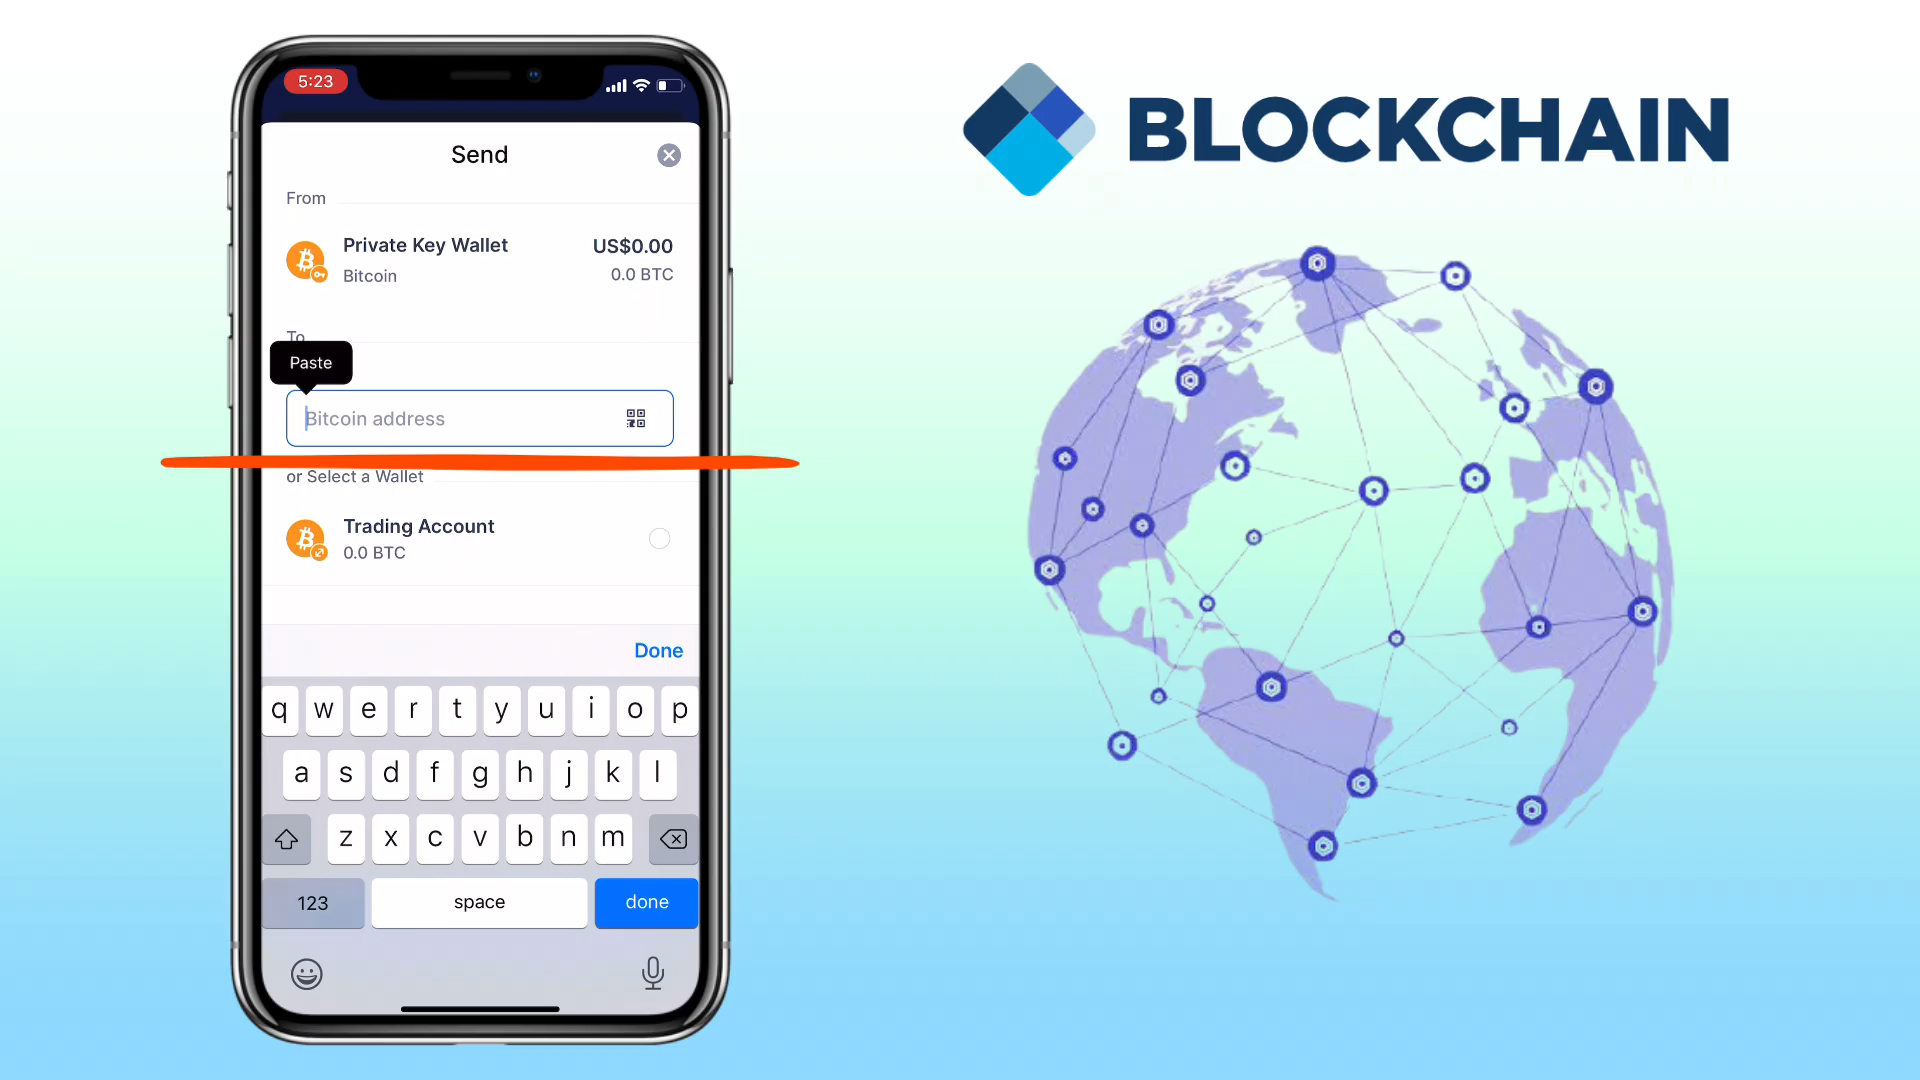 5:23
Send
From
Private Key Wallet
US$0.00
Bitcoin
0.0 BTC
To
Paste
Bitcoin address
or Select a Wallet
Trading Account
0.0 BTC
Done
q w e r t y u i o p
a s d f g h j k l
z x c v b n m
123
space
done
BLOCKCHAIN